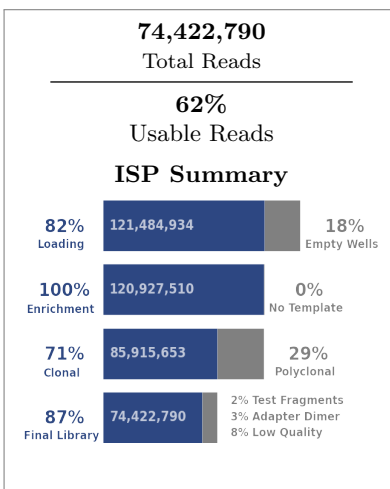 74,422,790
Total Reads
62%
Usable Reads
ISP Summary
82%
Loading
121,484,934
18%
Empty Wells
100%
Enrichment
120,927,510
0%
No Template
71%
Clonal
85,915,653
29%
Polyclonal
87%
Final Library
74,422,790
2% Test Fragments
3% Adapter Dimer
8% Low Quality